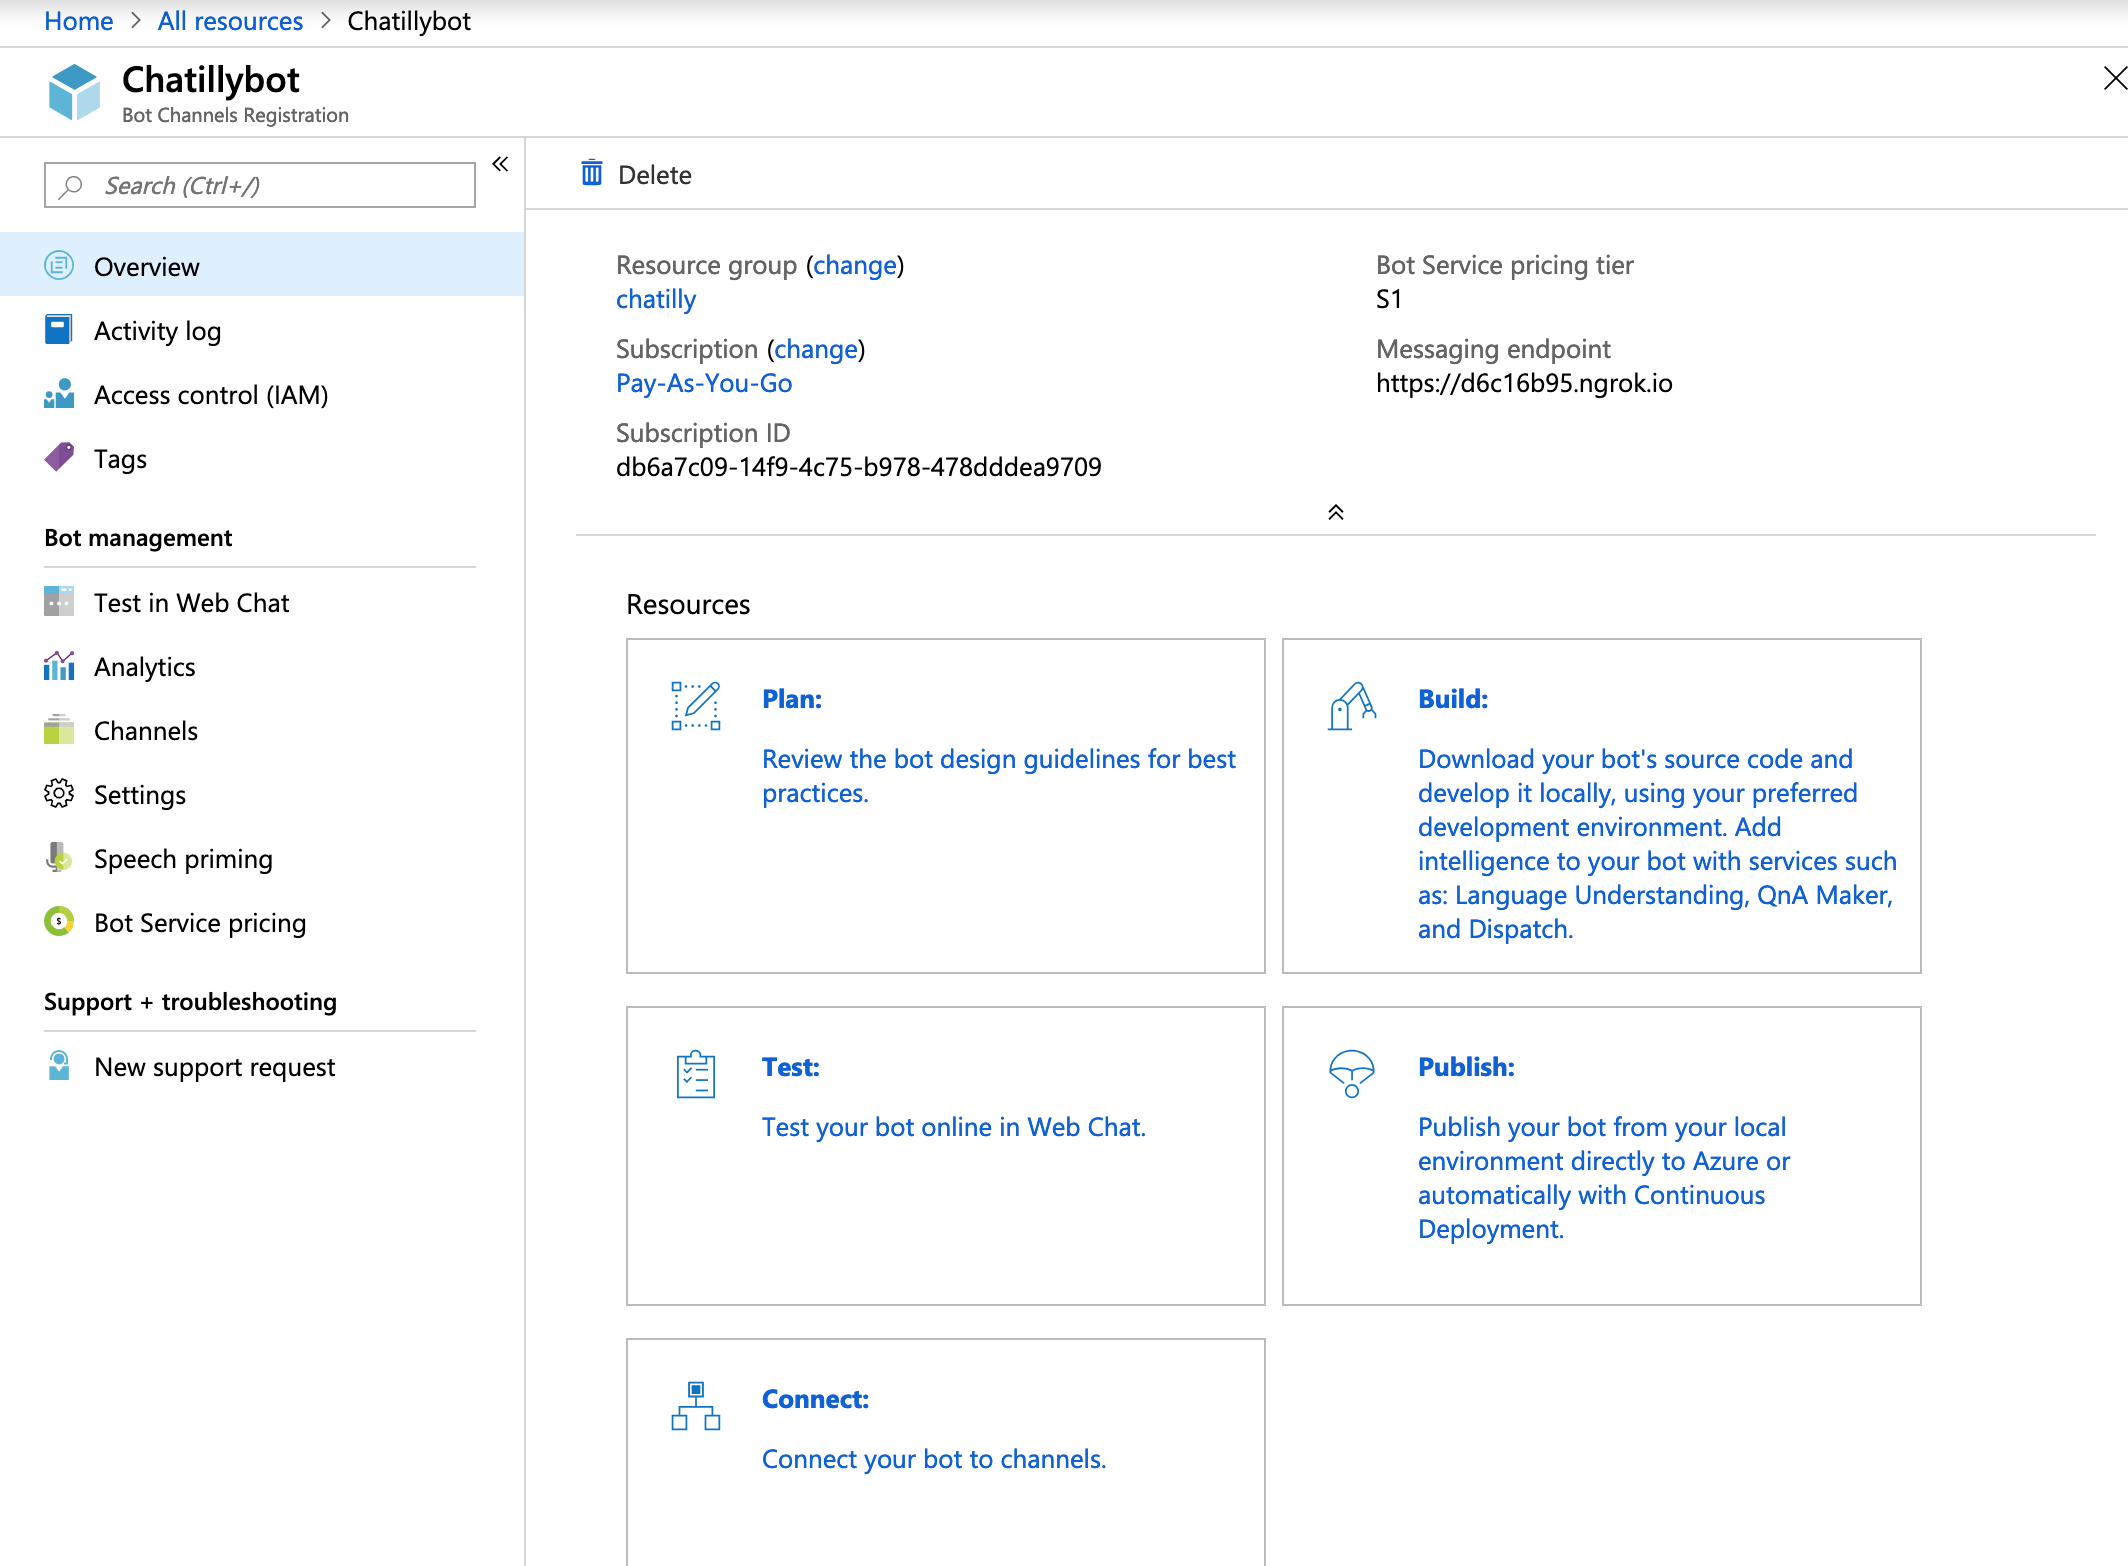 Home > All resources > Chatillybot
Chatillybot
Bot Channels Registration
Search (Ctrl+/)
«
Overview
Activity log
Access control (IAM)
Tags
Bot management
Test in Web Chat
Analytics
Channels
Settings
Speech priming
Bot Service pricing
Support + troubleshooting
New support request
Delete
Resource group (change)
chatilly
Subscription (change)
Pay-As-You-Go
Subscription ID
db6a7c09-14f9-4c75-b978-478dddea9709
Bot Service pricing tier
S1
Messaging endpoint
https://d6c16b95.ngrok.io
Resources
Plan:
Review the bot design guidelines for best
practices.
Build:
Download your bot's source code and
develop it locally, using your preferred
development environment. Add
intelligence to your bot with services such
as: Language Understanding, QnA Maker,
and Dispatch.
Test:
Test your bot online in Web Chat.
Publish:
Publish your bot from your local
environment directly to Azure or
automatically with Continuous
Deployment.
Connect:
Connect your bot to channels.